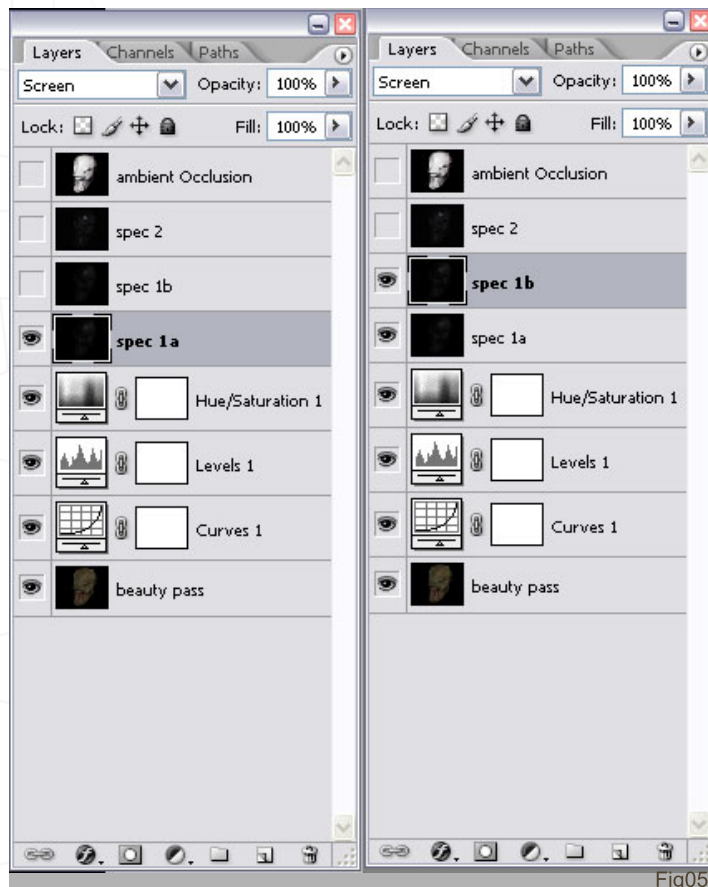 Layers Channels Paths
Screen Opacity: 100%
Lock: Fill: 100%
ambient Occlusion
spec 2
spec 1b
spec 1a
Hue/Saturation 1
Levels 1
Curves 1
beauty pass
Layers Channels Paths
Screen Opacity: 100%
Lock: Fill: 100%
ambient Occlusion
spec 2
spec 1b
spec 1a
Hue/Saturation 1
Levels 1
Curves 1
beauty pass
Fig05